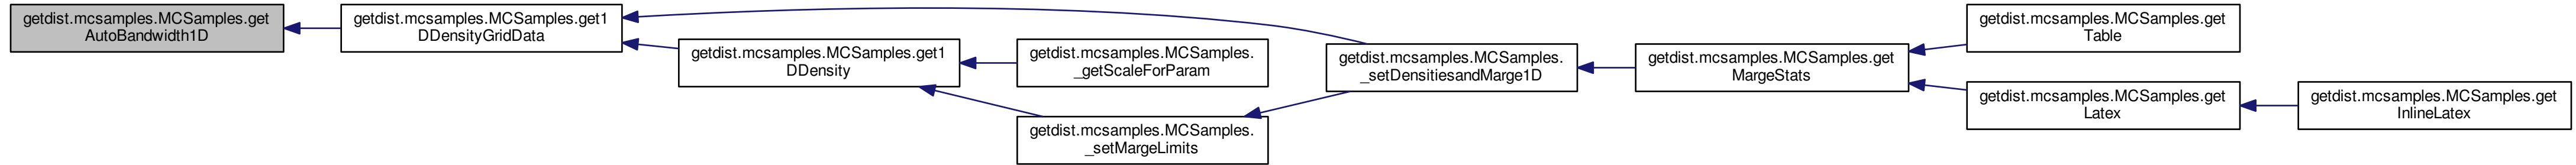 getdist.mcsamples.MCSamples.get
AutoBandwidth1D
getdist.mcsamples.MCSamples.get1
DDensityGridData
getdist.mcsamples.MCSamples.get1
DDensity
getdist.mcsamples.MCSamples.
_getScaleForParam
getdist.mcsamples.MCSamples.
_setMargeLimits
getdist.mcsamples.MCSamples.
_setDensitiesandMarge1D
getdist.mcsamples.MCSamples.get
MargeStats
getdist.mcsamples.MCSamples.get
Table
getdist.mcsamples.MCSamples.get
Latex
getdist.mcsamples.MCSamples.get
InlineLatex